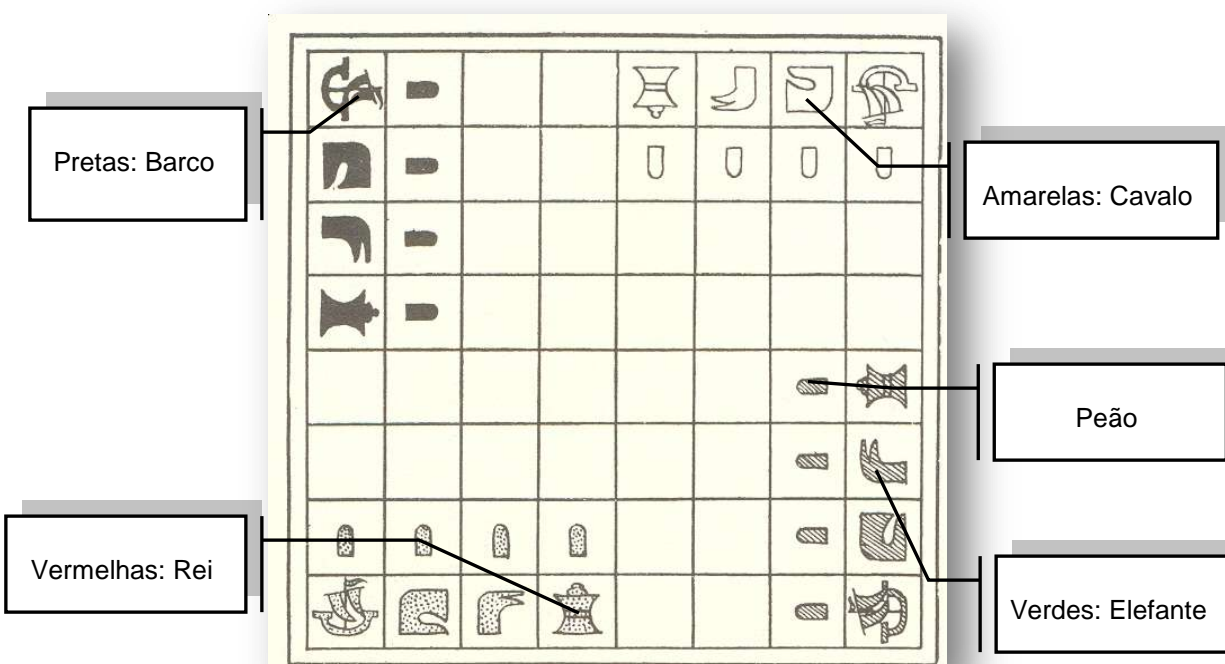 Pretas: Barco
Amarelas: Cavalo
Peão
Vermelhas: Rei
Verdes: Elefante